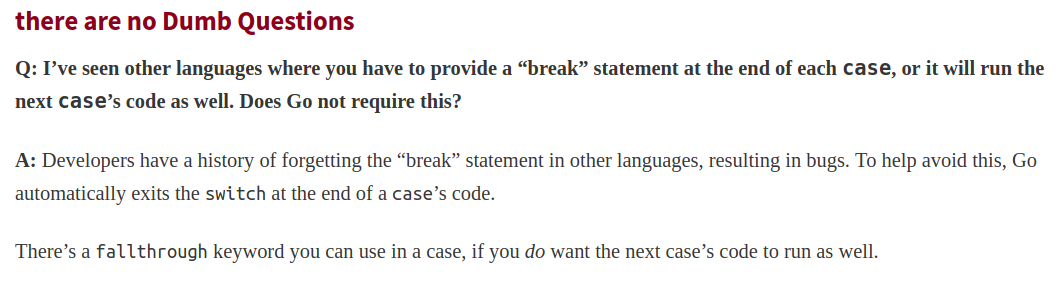 there are no Dumb Questions
Q: I’ve seen other languages where you have to provide a “break” statement at the end of each case, or it will run the
next case’s code as well. Does Go not require this?
A: Developers have a history of forgetting the “break” statement in other languages, resulting in bugs. To help avoid this, Go
automatically exits the switch at the end of a case’s code.
There’s a fallthrough keyword you can use in a case, if you do want the next case’s code to run as well.